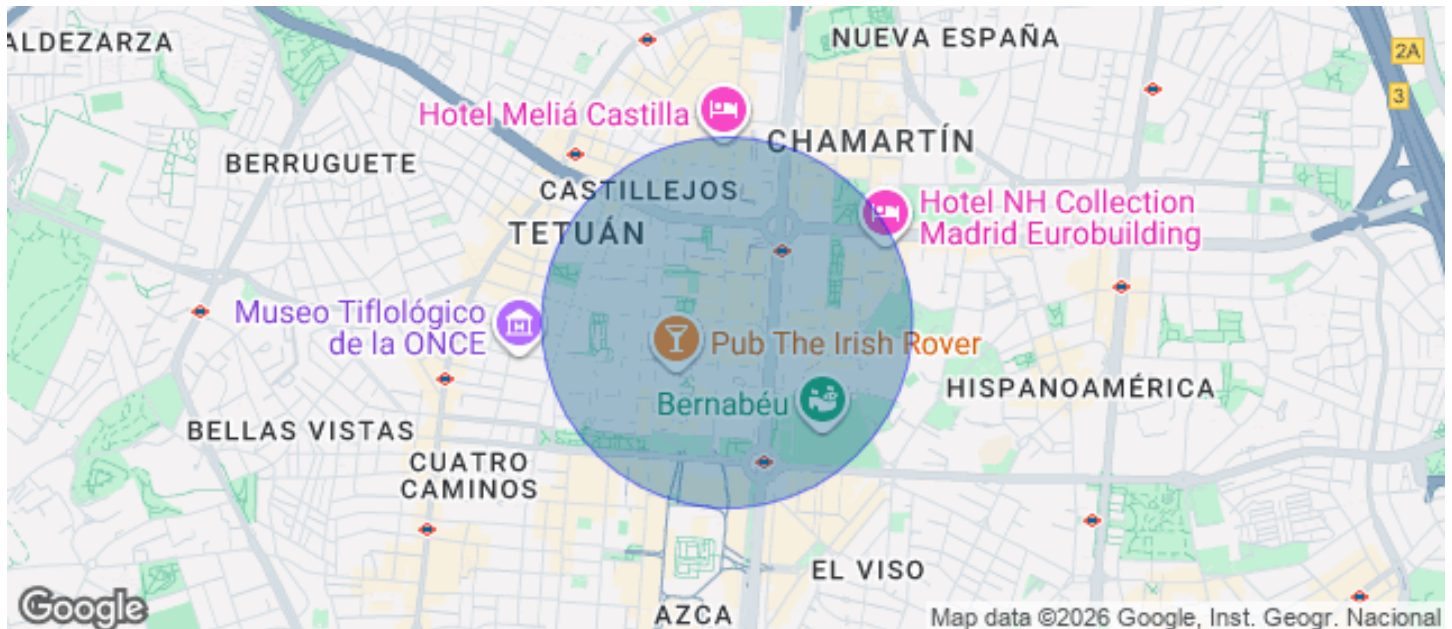 ALDEZARZA
NUEVA ESPAÑA
2A
3
Hotel Meliá Castilla
CHAMARTÍN
BERRUGUETE
CASTILLEJOS
TETUÁN
Hotel NH Collection
Madrid Eurobuilding
Museo Tiflológico
de la ONCE
Pub The Irish Rover
Bernabéu
HISPANOAMÉRICA
BELLAS VISTAS
CUATRO
CAMINOS
EL VISO
AZCA
Google
Map data ©2026 Google, Inst. Geogr. Nacional